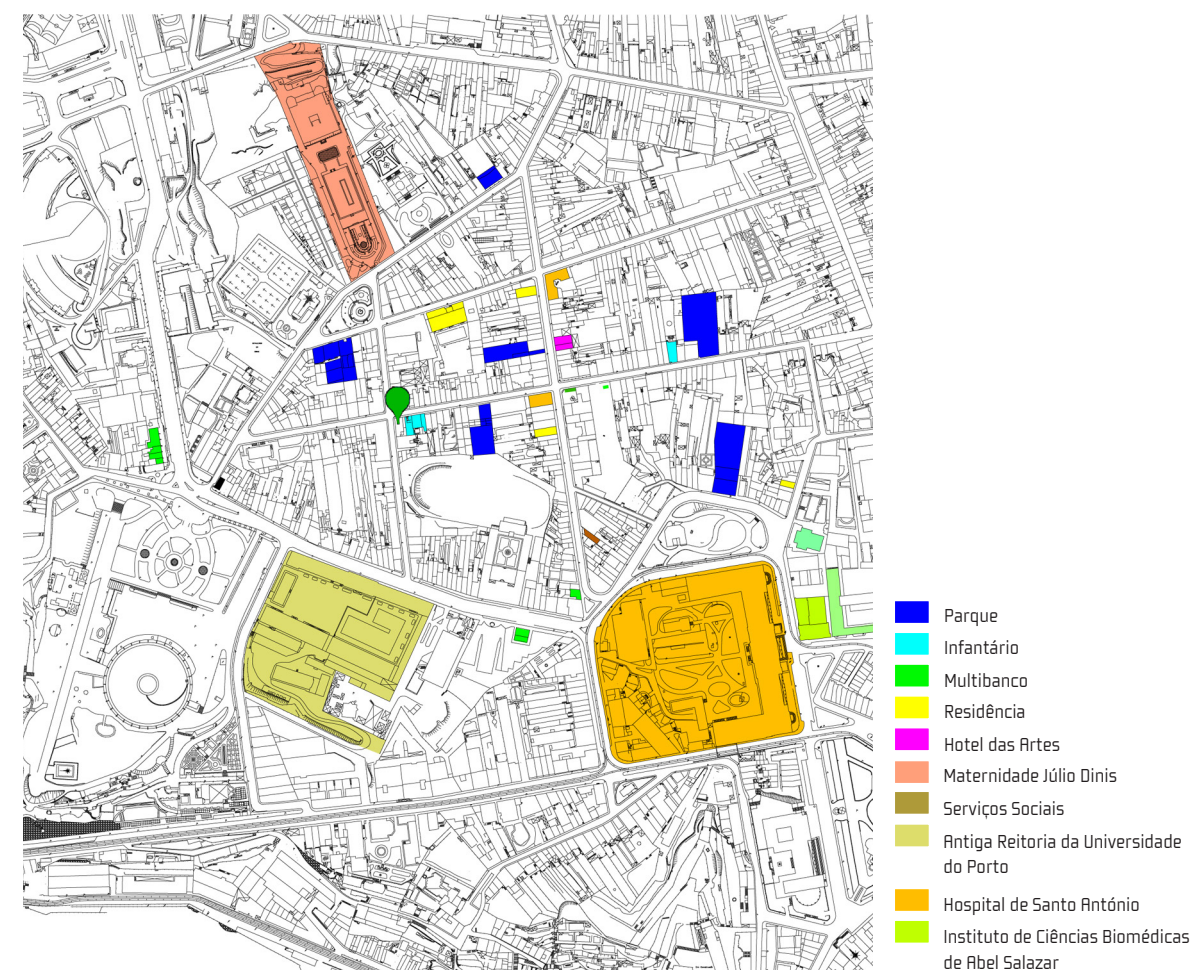 Parque
Infantário
Multibanco
Residência
Hotel das Artes
Maternidade Júlio Dinis
Serviços Sociais
Antiga Reitoria da Universidade
do Porto
Hospital de Santo António
Instituto de Ciências Biomédicas
de Abel Salazar